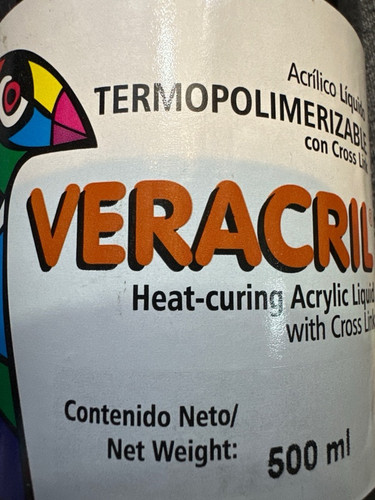 Acrílico Líquido
TERMOPOLIMERIZABLE
con Cross
VERACRIL
Heat-curing Acrylic Liquid
with Cross Link
Contenido Neto/
Net Weight:
500 ml